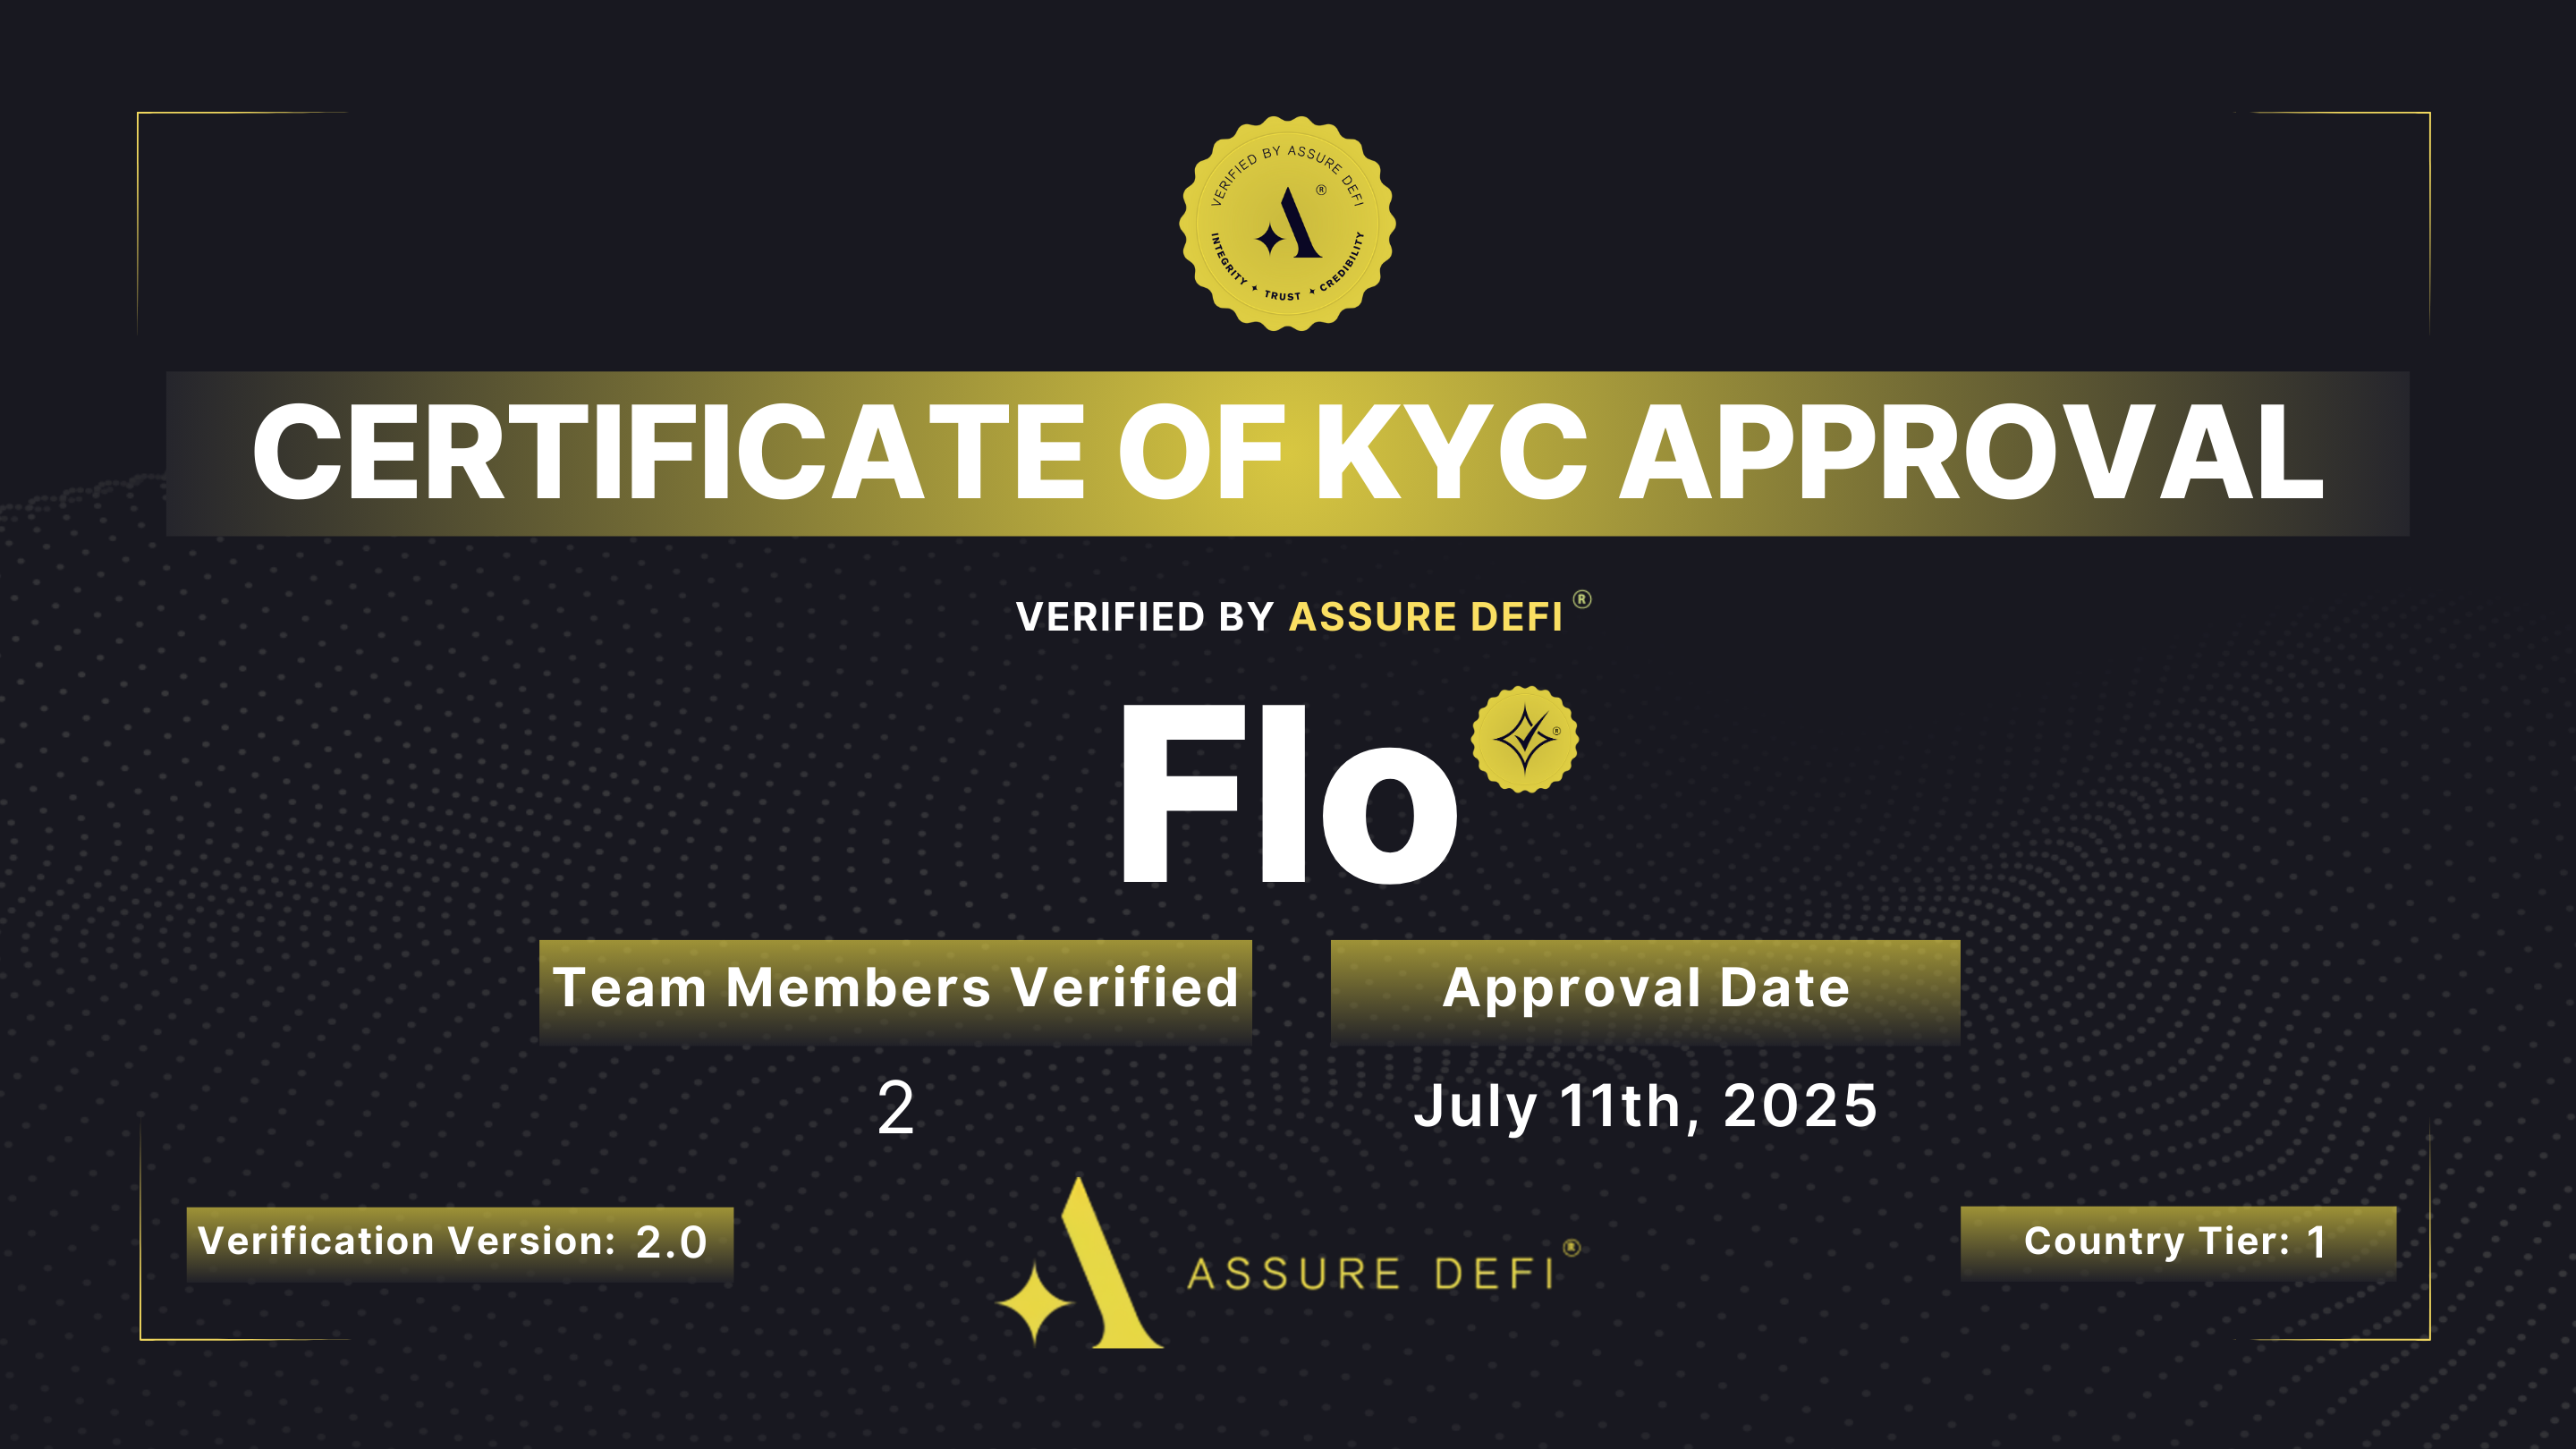 VERIFIED BY ASSURE DEFI
A ®
INTEGRITY ✦ TRUST ✦ CREDIBILITY
CERTIFICATE OF KYC APPROVAL
VERIFIED BY ASSURE DEFI ®
Flo
®
Team Members Verified
2
Approval Date
July 11th, 2025
Verification Version: 2.0
ASSURE DEFI ®
Country Tier: 1